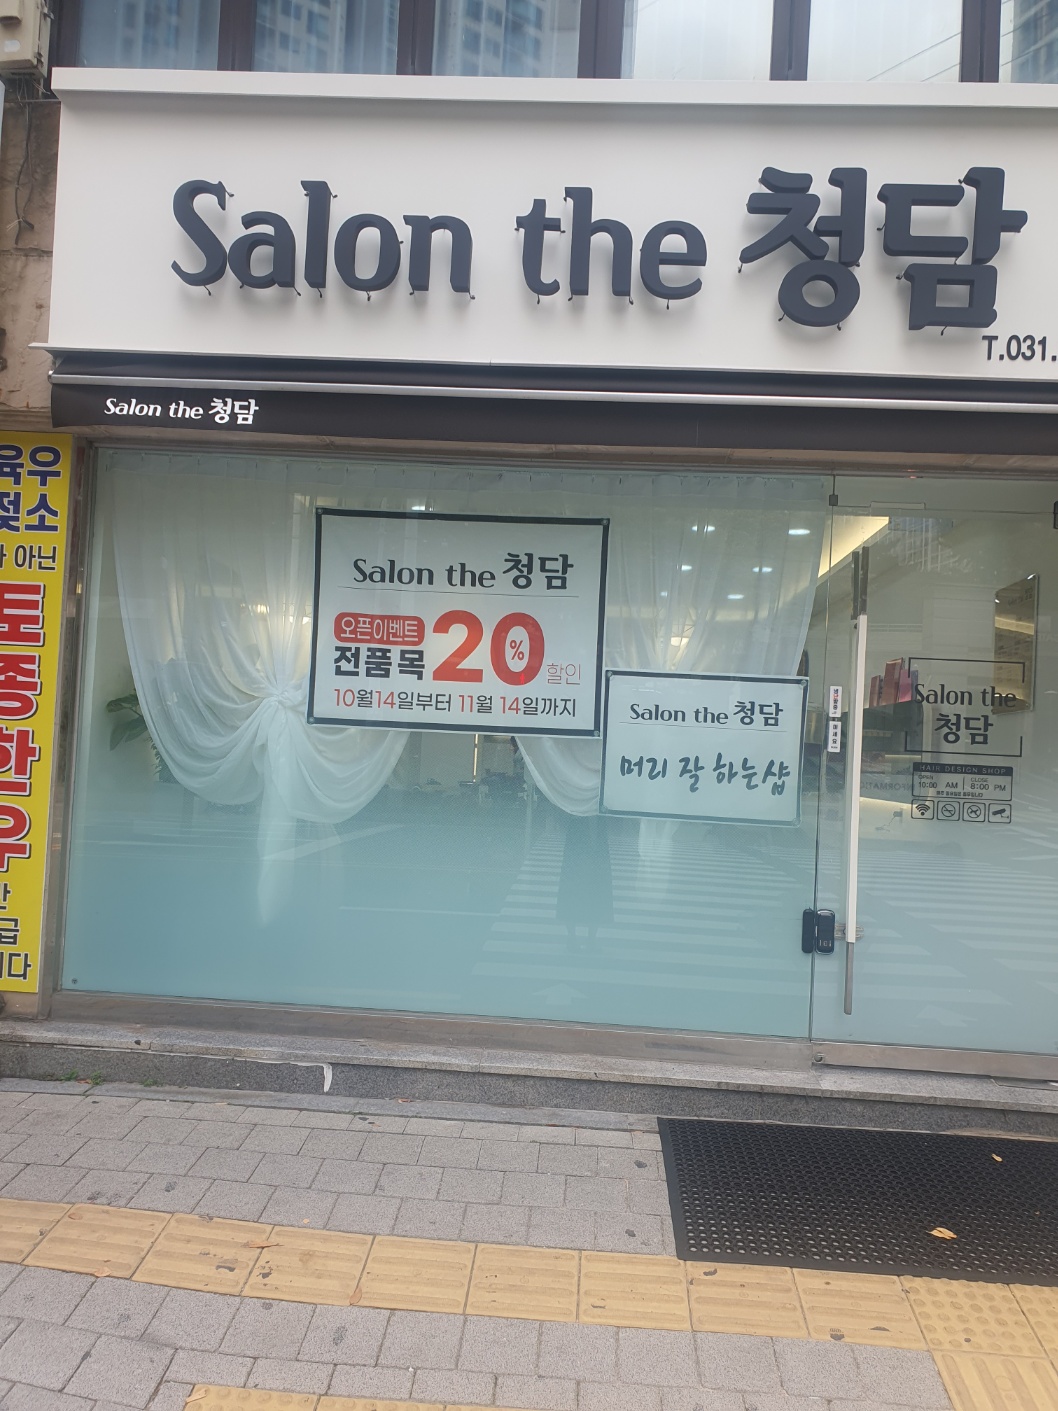 Salon the 청담
T.031.
Salon the 청담
육우
젖소
아닌
토
종
한
우
Salon the 청담
오픈이벤트
전품목 20% 할인
10월14일부터 11월 14일까지
Salon the 청담
머리 잘 하는 샵
Salon the
청담
HAIR DESIGN SHOP
OPEN
10:00 AM
CLOSE
8:00 PM